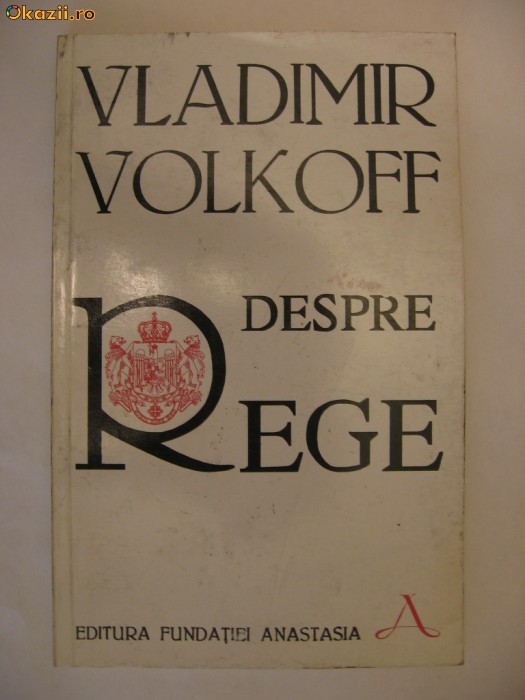 Okazii.ro
VLADIMIR
VOLKOFF
DESPRE
REGE
EDITURA FUNDAȚIEI ANASTASIA A